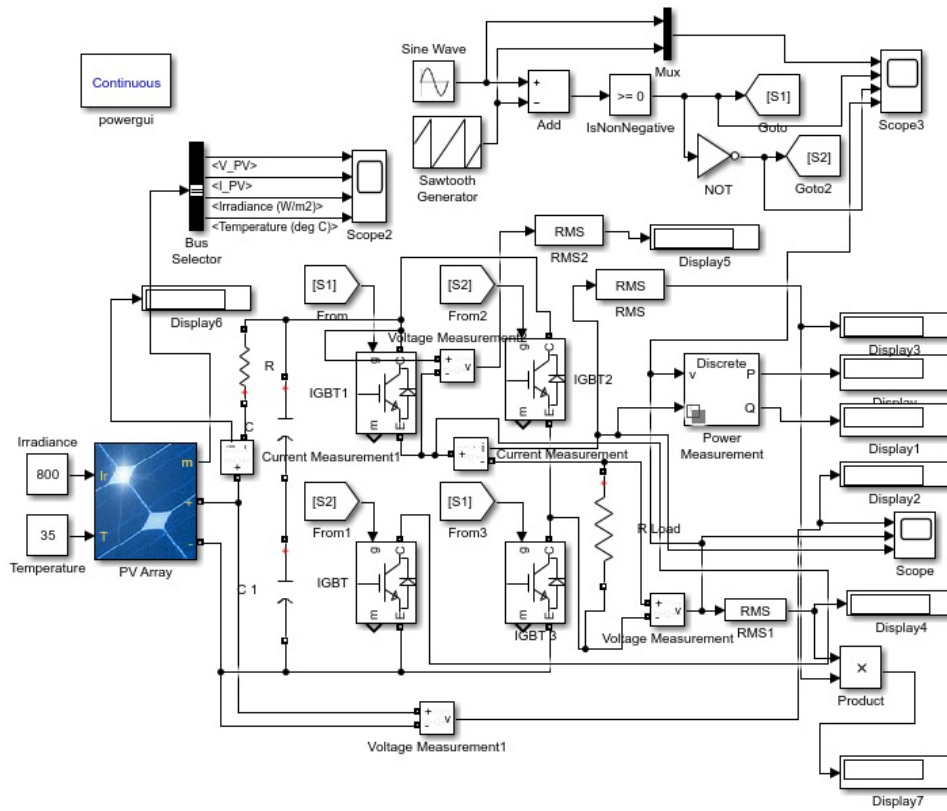 Continuous
powergui
Sine Wave
Sawtooth
Generator
+
−
Add
>= 0
IsNonNegative
Mux
[S1]
Goto
NOT
[S2]
Goto2
Scope3
<V_PV>
<I_PV>
<Irradiance (W/m2)>
<Temperature (deg C)>
Bus
Selector
Scope2
RMS
RMS2
Display5
RMS
RMS
Display6
[S1]
From
[S2]
From2
Voltage Measurement2
+
-
v
Display3
Display
Display1
Discrete
v
P
Q
Power
Measurement
R
g
C
m
E
IGBT1
g
C
m
E
IGBT2
C
Current Measurement1
-
i
+
+
i
-
Current Measurement
Display2
Scope
Irradiance
800
35
Temperature
Ir
T
m
+
-
PV Array
[S2]
From1
[S1]
From3
R Load
g
C
m
E
IGBT
g
C
m
E
IGBT 3
C 1
+
-
v
Voltage Measurement
RMS
RMS1
Display4
×
Product
+
-
v
Voltage Measurement1
Display7